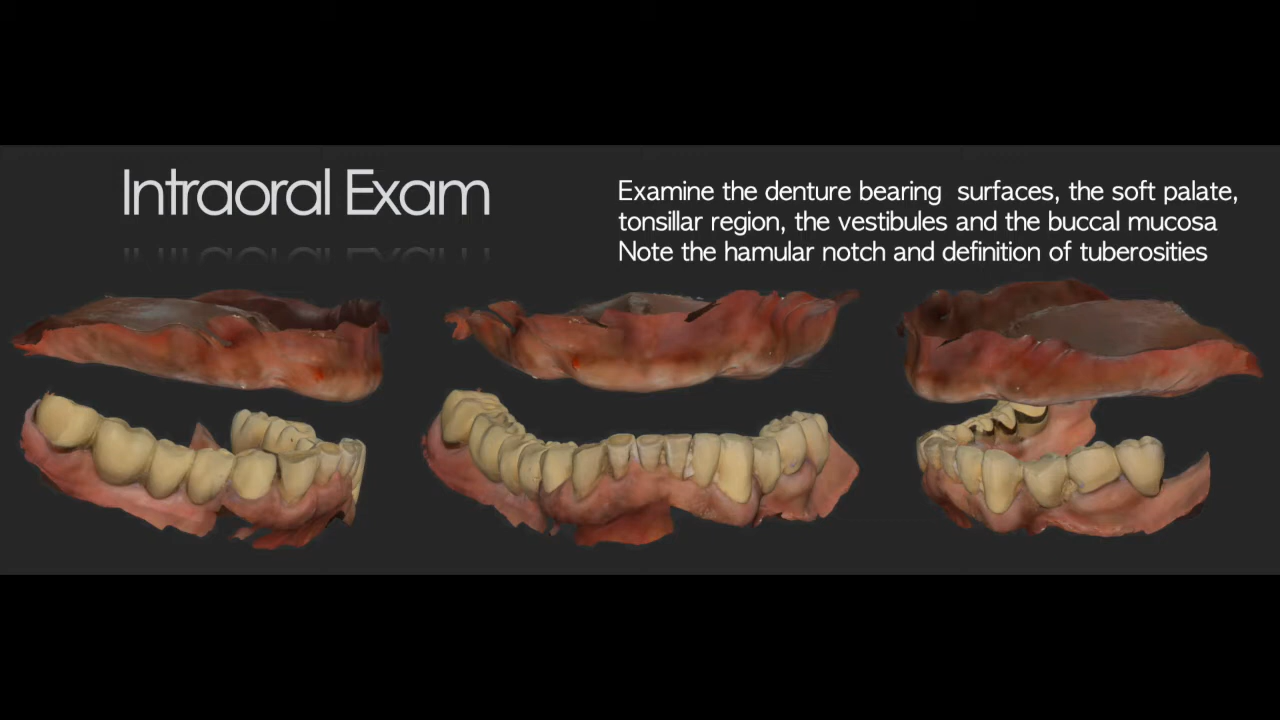 Intraoral Exam
Examine the denture bearing  surfaces, the soft palate,
tonsillar region, the vestibules and the buccal mucosa
Note the hamular notch and definition of tuberosities